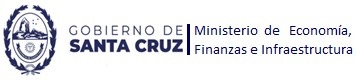 GOBIERNO DE
SANTA CRUZ
Ministerio de Economía,
Finanzas e Infraestructura